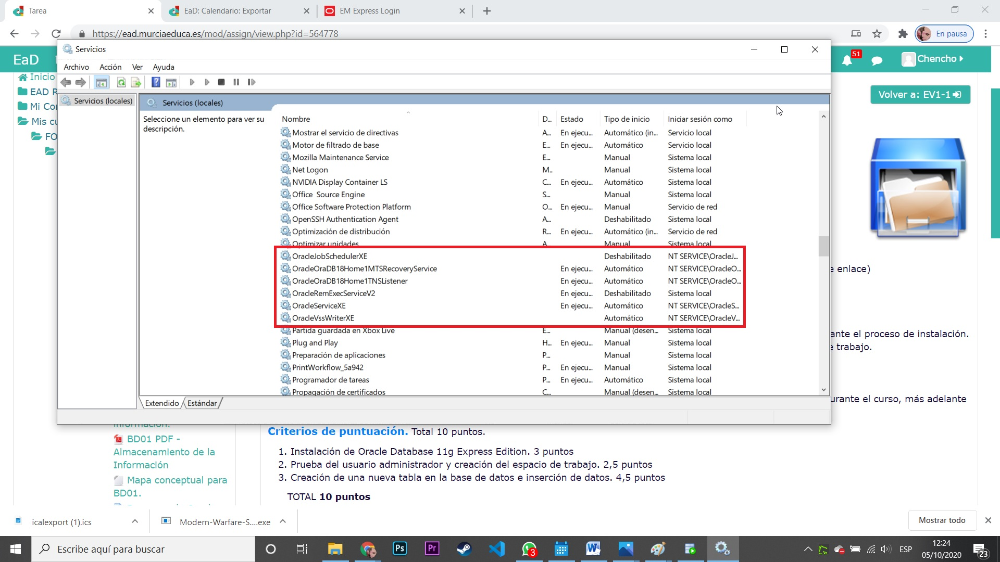 Tarea
EaD: Calendario: Exportar
EM Express Login
https://ead.murciaeduca.es/mod/assign/view.php?id=564778
En pausa
Servicios
EaD
51
Chencho
Archivo Acción Ver Ayuda
Inicio
EAD R
Mi Cor
Mis cu
FO
Volver a: EV1-1
Servicios (locales)
Servicios (locales)
Seleccione un elemento para ver su
descripción.
Nombre D... Estado Tipo de inicio Iniciar sesión como
Mostrar el servicio de directivas A... En ejecu... Automático (in... Servicio local
Motor de filtrado de base E... En ejecu... Automático Servicio local
Mozilla Maintenance Service E... Manual Sistema local
Net Logon M... Manual Sistema local
NVIDIA Display Container LS C... En ejecu... Automático Sistema local
Office  Source Engine S... Manual Sistema local
Office Software Protection Platform O... En ejecu... Manual Servicio de red
OpenSSH Authentication Agent A... Deshabilitado Sistema local
Optimización de distribución R... En ejecu... Automático (in... Servicio de red
Optimizar unidades A... Manual Sistema local
OracleJobSchedulerXE Deshabilitado NT SERVICE\OracleJ...
OracleOraDB18Home1MTSRecoveryService En ejecu... Automático NT SERVICE\OracleO...
OracleOraDB18Home1TNSListener En ejecu... Automático NT SERVICE\OracleO...
OracleRemExecServiceV2 En ejecu... Deshabilitado Sistema local
OracleServiceXE En ejecu... Automático NT SERVICE\OracleS...
OracleVssWriterXE Automático NT SERVICE\OracleV...
Partida guardada en Xbox Live E... Manual (desen... Sistema local
Plug and Play H... En ejecu... Manual Sistema local
Preparación de aplicaciones P... Manual Sistema local
PrintWorkflow_5a942 P... En ejecu... Manual Sistema local
Programador de tareas P... En ejecu... Automático Sistema local
Propagación de certificados C... Manual (desen... Sistema local
Extendido Estándar
e enlace)
ante el proceso de instalación.
e trabajo.
urante el curso, más adelante
información.
BD01 PDF -
Almacenamiento de la
Información
Mapa conceptual para
BD01.
Criterios de puntuación. Total 10 puntos.
1. Instalación de Oracle Database 11g Express Edition. 3 puntos
2. Prueba del usuario administrador y creación del espacio de trabajo. 2,5 puntos
3. Creación de una nueva tabla en la base de datos e inserción de datos. 4,5 puntos
TOTAL 10 puntos
icalexport (1).ics
Modern-Warfare-S....exe
Mostrar todo
Escribe aquí para buscar
Ps
Pr
3
W
ESP
12:24
05/10/2020
23